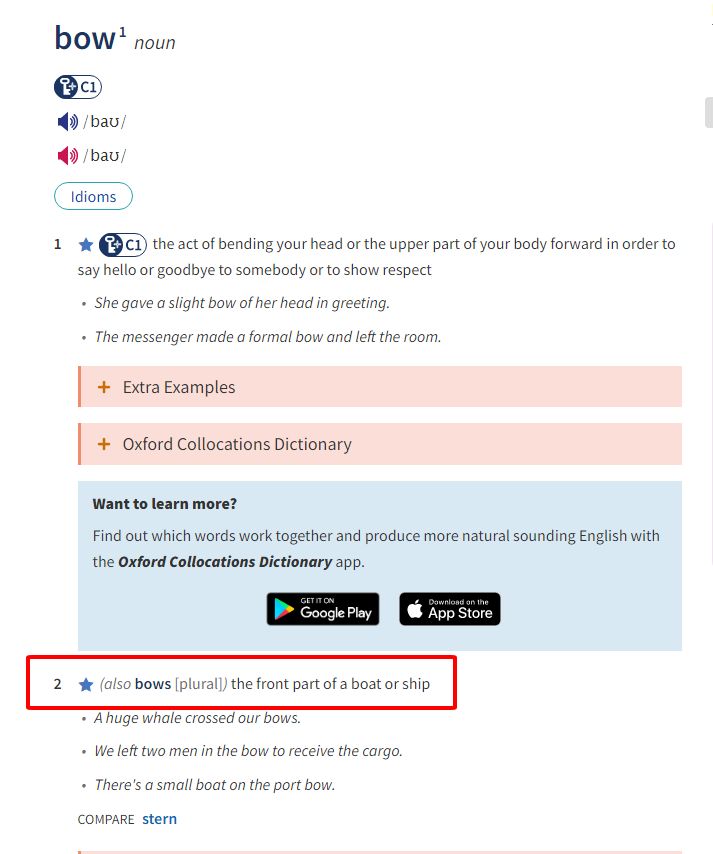 bow1 noun
C1
/baʊ/
/baʊ/
Idioms
1 C1 the act of bending your head or the upper part of your body forward in order to
say hello or goodbye to somebody or to show respect
• She gave a slight bow of her head in greeting.
• The messenger made a formal bow and left the room.
+ Extra Examples
+ Oxford Collocations Dictionary
Want to learn more?
Find out which words work together and produce more natural sounding English with
the Oxford Collocations Dictionary app.
GET IT ON
Google Play
Download on the
App Store
2 (also bows [plural]) the front part of a boat or ship
• A huge whale crossed our bows.
• We left two men in the bow to receive the cargo.
• There's a small boat on the port bow.
COMPARE stern